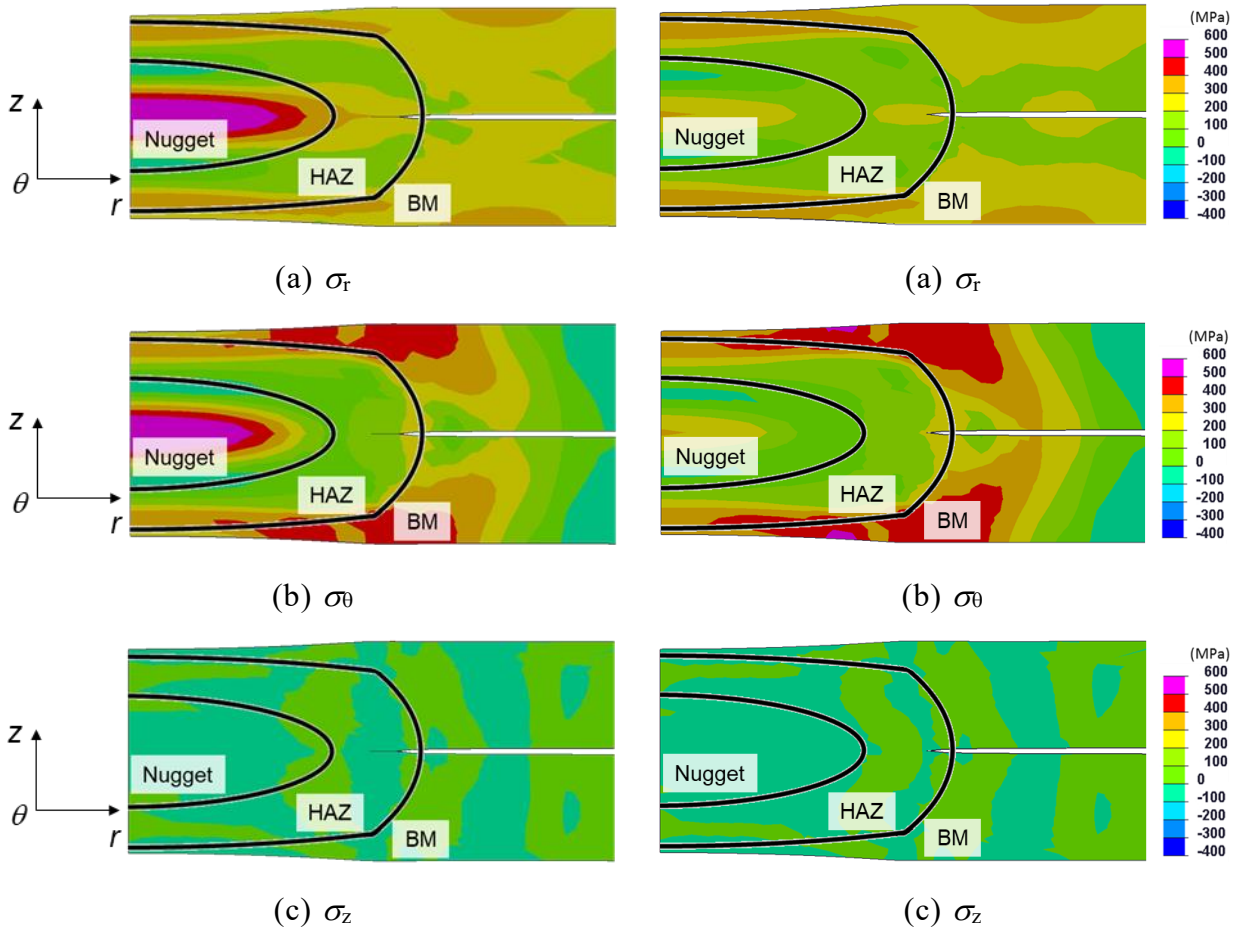 (MPa)
600
500
400
300
200
100
0
-100
-200
-300
-400
z
θ
r
Nugget
HAZ
BM
Nugget
HAZ
BM
(a) σr
(a) σr
(MPa)
600
500
400
300
200
100
0
-100
-200
-300
-400
z
θ
r
Nugget
HAZ
BM
Nugget
HAZ
BM
(b) σθ
(b) σθ
(MPa)
600
500
400
300
200
100
0
-100
-200
-300
-400
z
θ
r
Nugget
HAZ
BM
Nugget
HAZ
BM
(c) σz
(c) σz